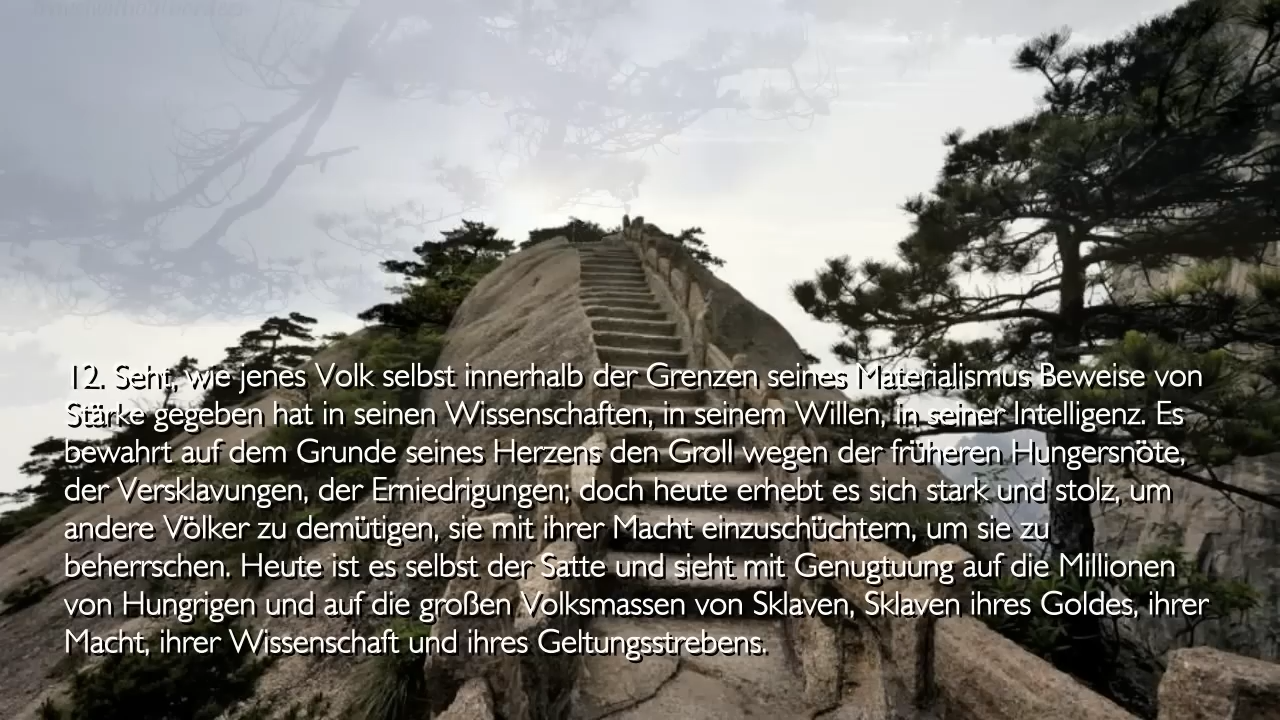 12. Seht, wie jenes Volk selbst innerhalb der Grenzen seines Materialismus Beweise von
Stärke gegeben hat in seinen Wissenschaften, in seinem Willen, in seiner Intelligenz. Es
bewahrt auf dem Grunde seines Herzens den Groll wegen der früheren Hungersnöte,
der Versklavungen, der Erniedrigungen; doch heute erhebt es sich stark und stolz, um
andere Völker zu demütigen, sie mit ihrer Macht einzuschüchtern, um sie zu
beherrschen. Heute ist es selbst der Satte und sieht mit Genugtuung auf die Millionen
von Hungrigen und auf die großen Volksmassen von Sklaven, Sklaven ihres Goldes, ihrer
Macht, ihrer Wissenschaft und ihres Geltungsstrebens.